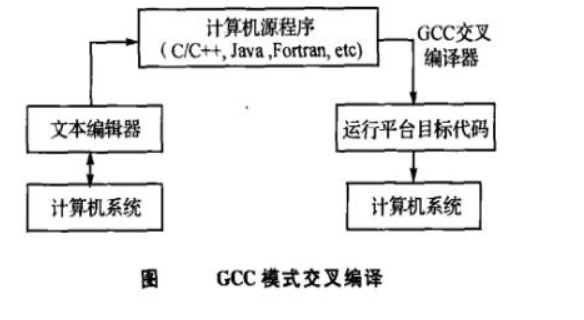 计算机源程序
( C/C++, Java ,Fortran, etc)
GCC交叉
编译器
文本编辑器
运行平台目标代码
计算机系统
计算机系统
图 GCC 模式交叉编译